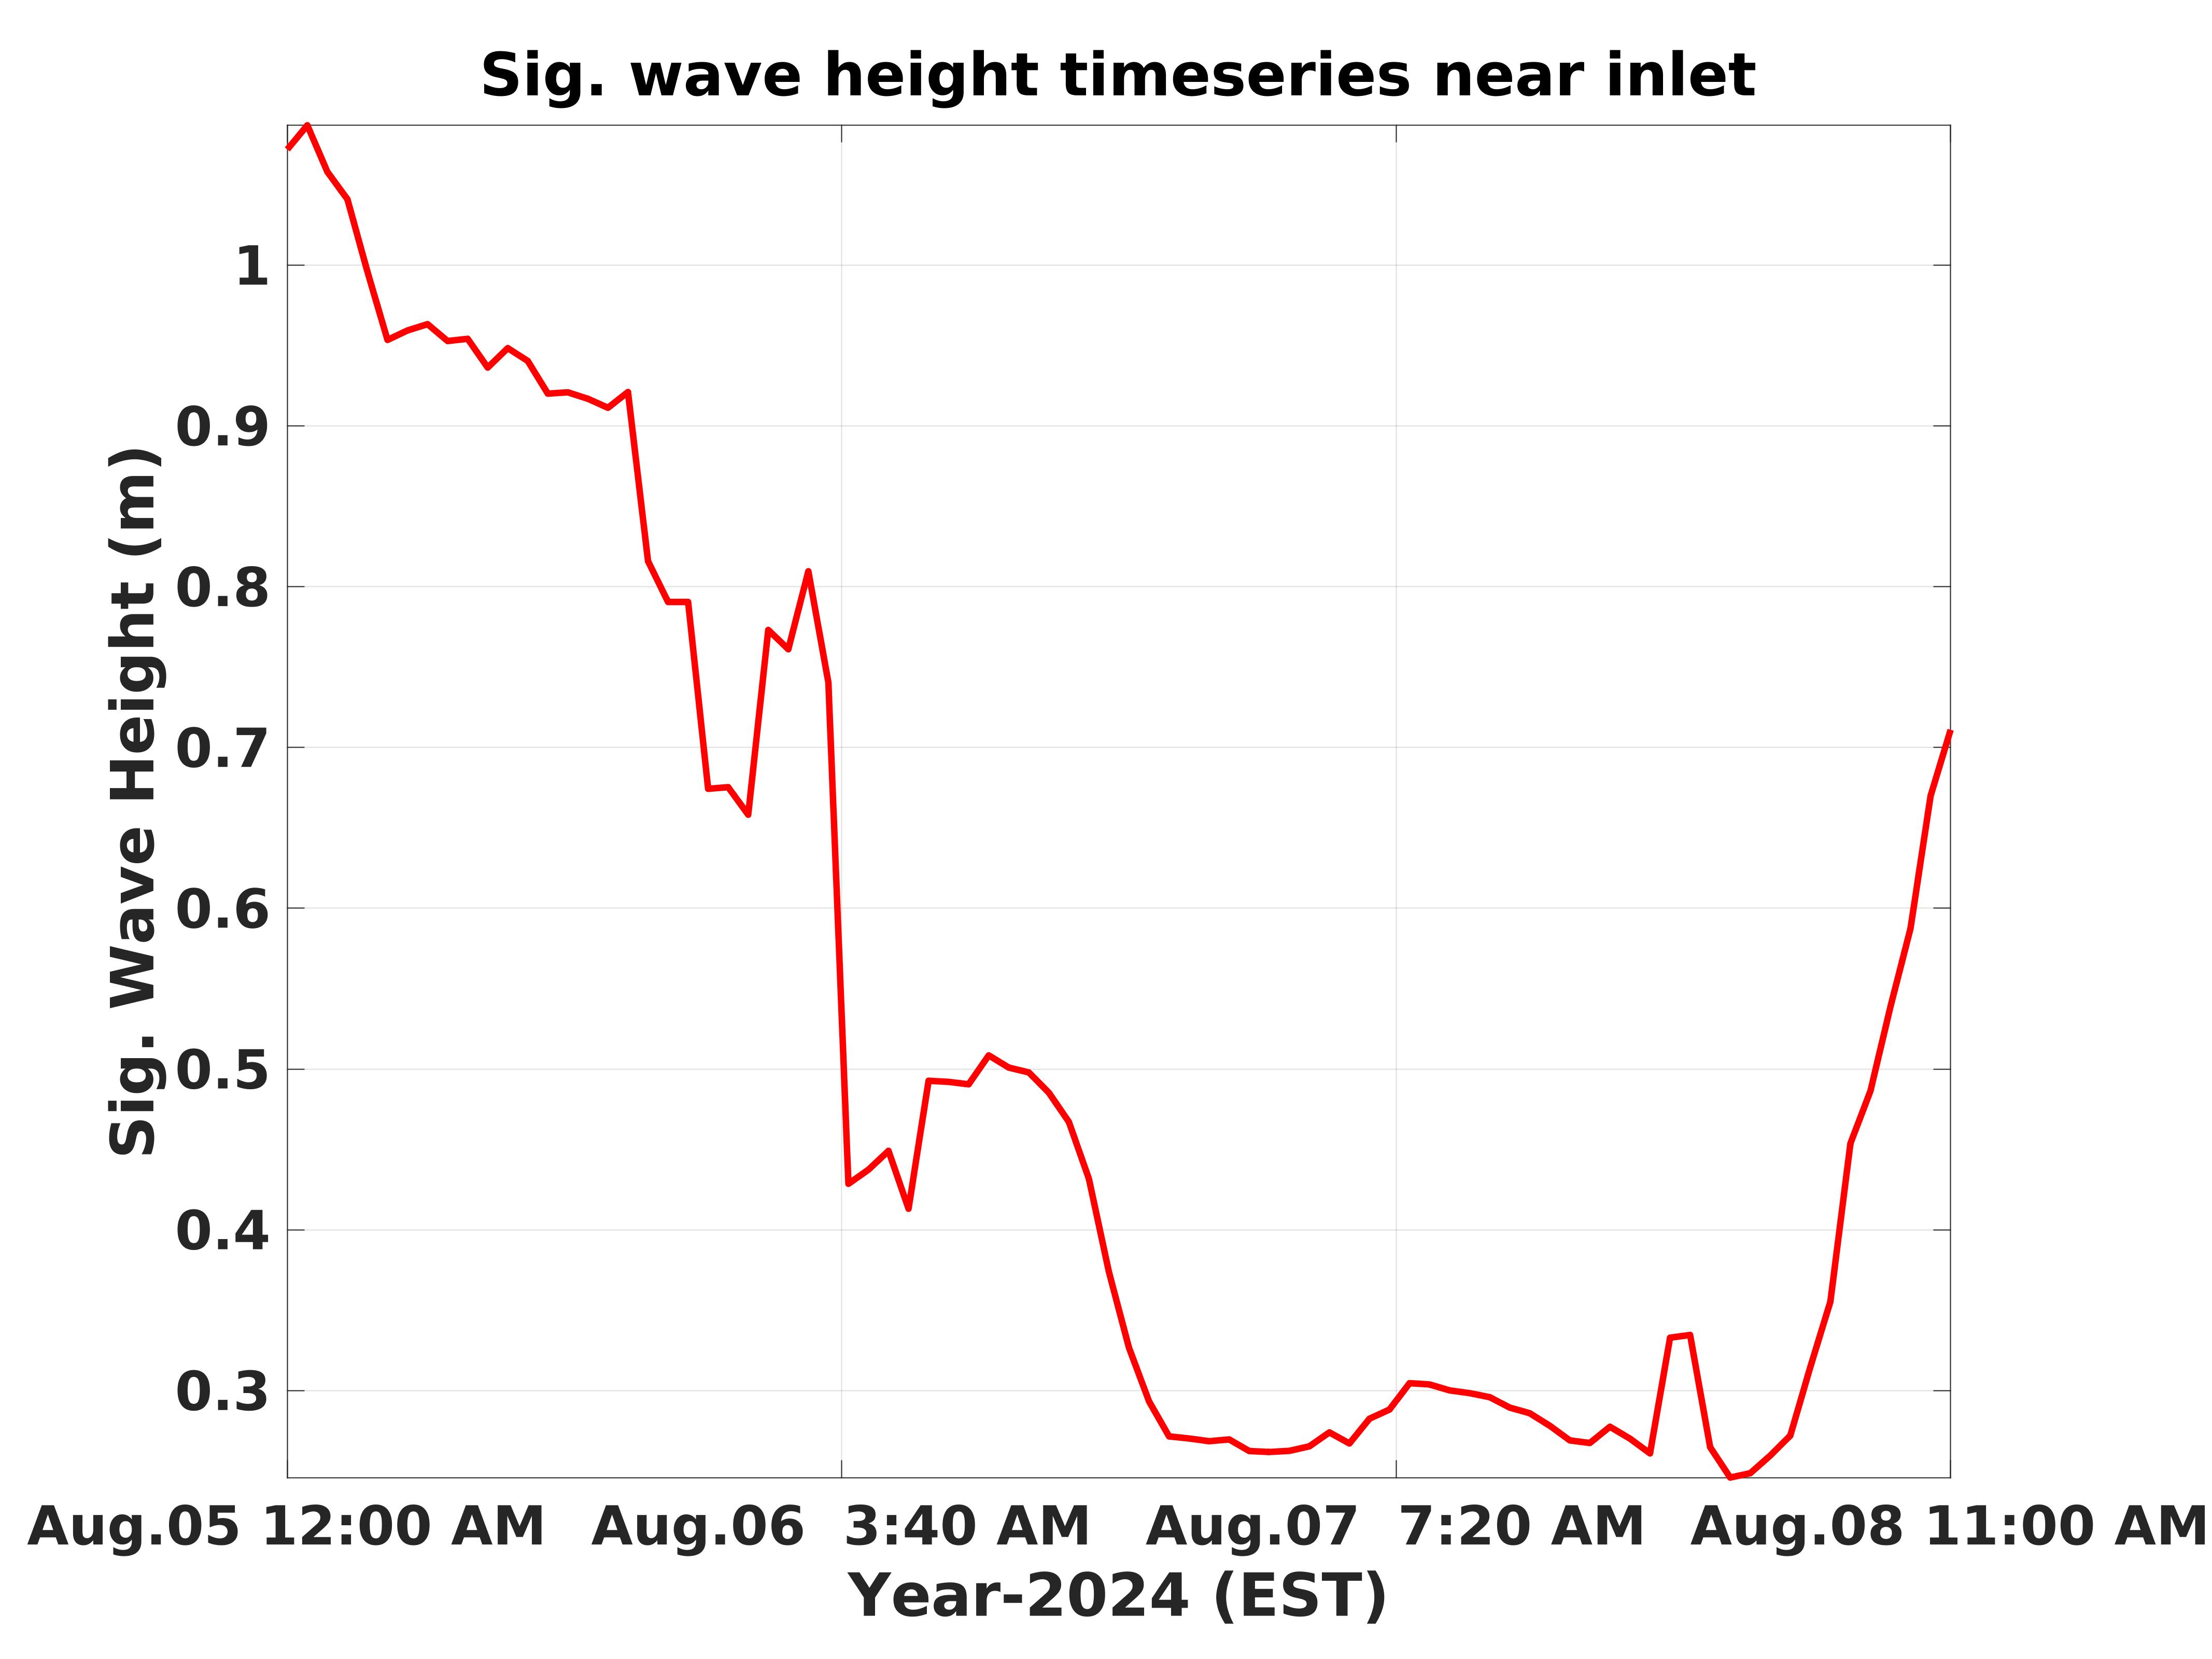 Sig. wave height timeseries near inlet
Sig. Wave Height (m)
1
0.9
0.8
0.7
0.6
0.5
0.4
0.3
Aug.05 12:00 AM Aug.06 3:40 AM Aug.07 7:20 AM Aug.08 11:00 AM
Year-2024 (EST)